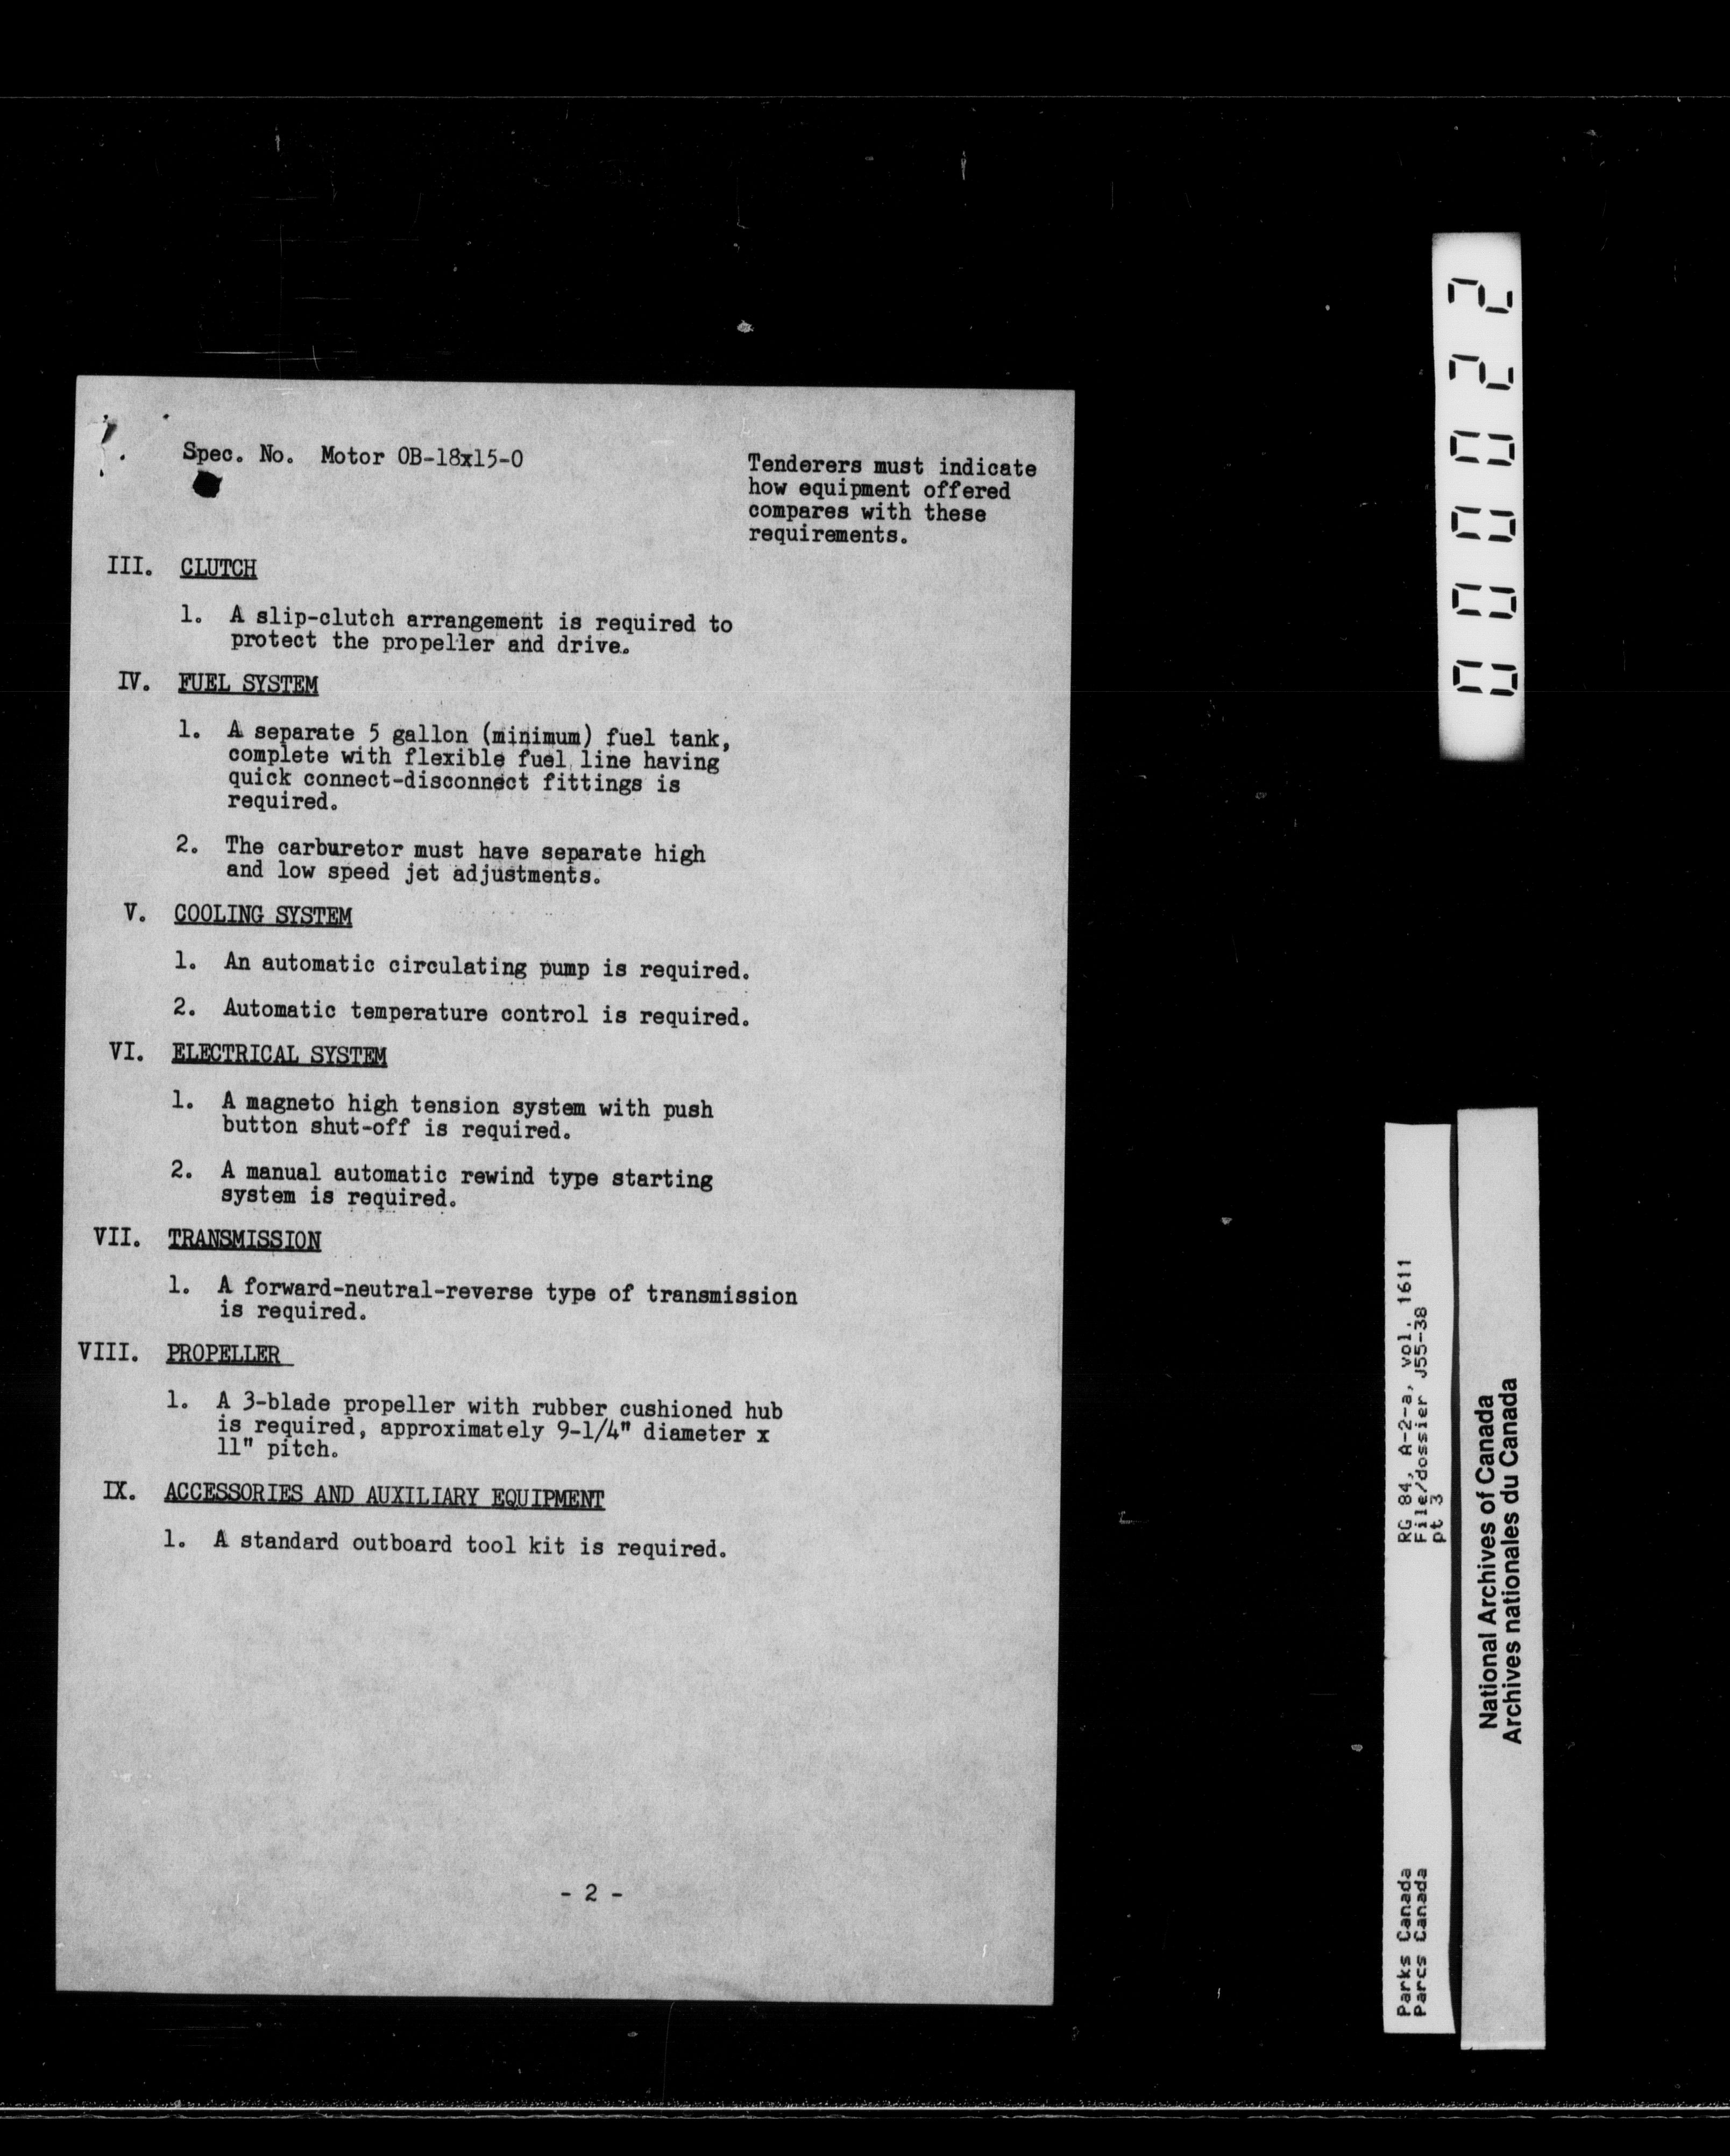 Spec. No. Motor OB-18x15-0
Tenderers must indicate
how equipment offered
compares with these
requirements.
III. CLUTCH
1. A slip-clutch arrangement is required to
protect the propeller and drive.
IV. FUEL SYSTEM
1. A separate 5 gallon (minimum) fuel tank,
complete with flexible fuel line having
quick connect-disconnect fittings is
required.
2. The carburetor must have separate high
and low speed jet adjustments.
V. COOLING SYSTEM
1. An automatic circulating pump is required.
2. Automatic temperature control is required.
VI. ELECTRICAL SYSTEM
1. A magneto high tension system with push
button shut-off is required.
2. A manual automatic rewind type starting
system is required.
VII. TRANSMISSION
1. A forward-neutral-reverse type of transmission
is required.
VIII. PROPELLER
1. A 3-blade propeller with rubber cushioned hub
is required, approximately 9-1/4" diameter x
11" pitch.
IX. ACCESSORIES AND AUXILIARY EQUIPMENT
1. A standard outboard tool kit is required.
- 2 -
000022
Parks Canada
Parcs Canada
RG 84, A-2-a, vol. 1611
File/dossier J55-38
pt 3
National Archives of Canada
Archives nationales du Canada